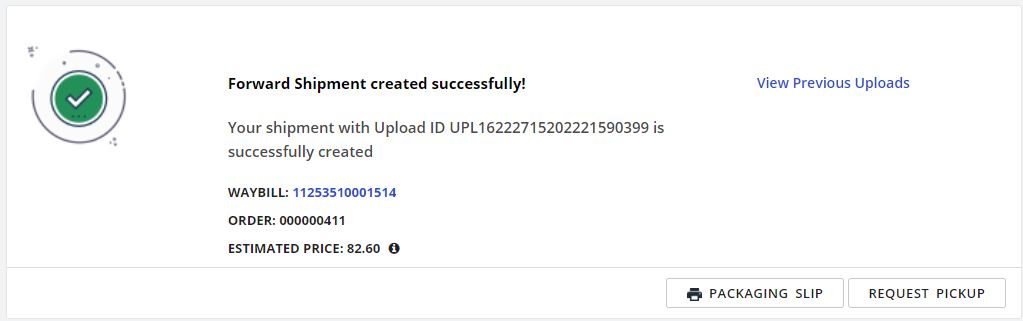 Forward Shipment created successfully!
View Previous Uploads
Your shipment with Upload ID UPL16222715202221590399 is
successfully created
WAYBILL: 11253510001514
ORDER: 000000411
ESTIMATED PRICE: 82.60
PACKAGING SLIP
REQUEST PICKUP